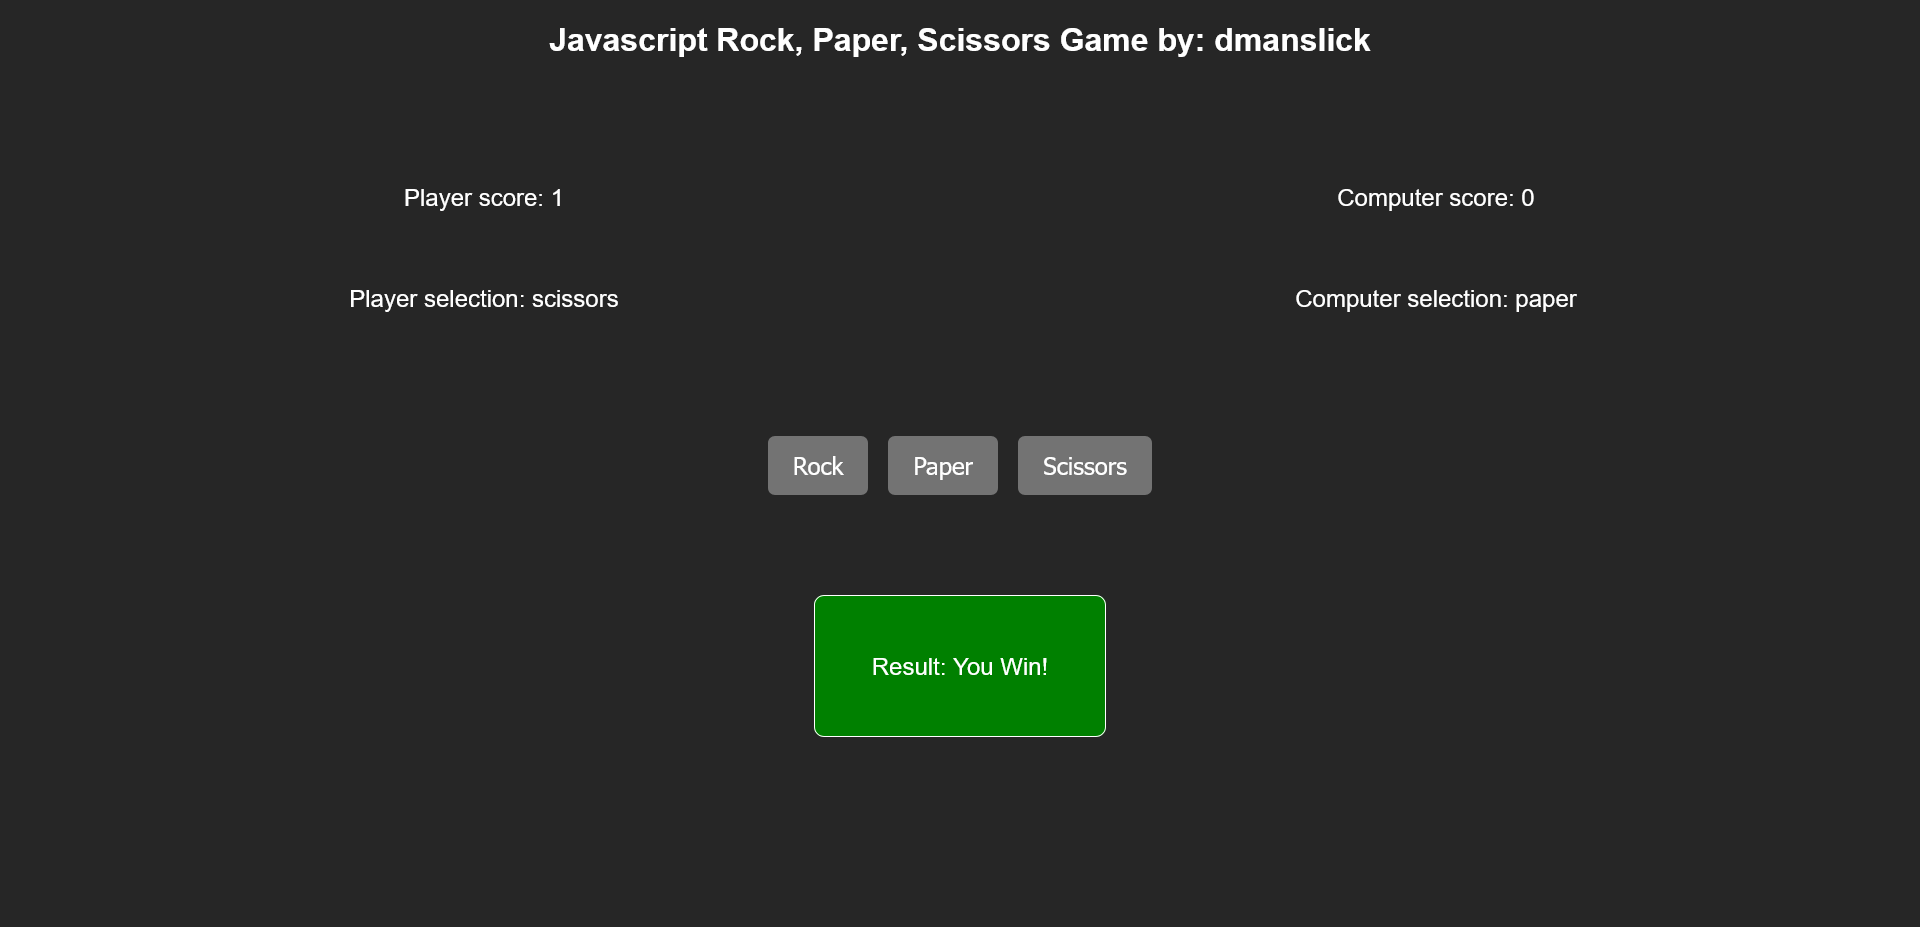 Javascript Rock, Paper, Scissors Game by: dmanslick
Player score: 1
Computer score: 0
Player selection: scissors
Computer selection: paper
Rock
Paper
Scissors
Result: You Win!